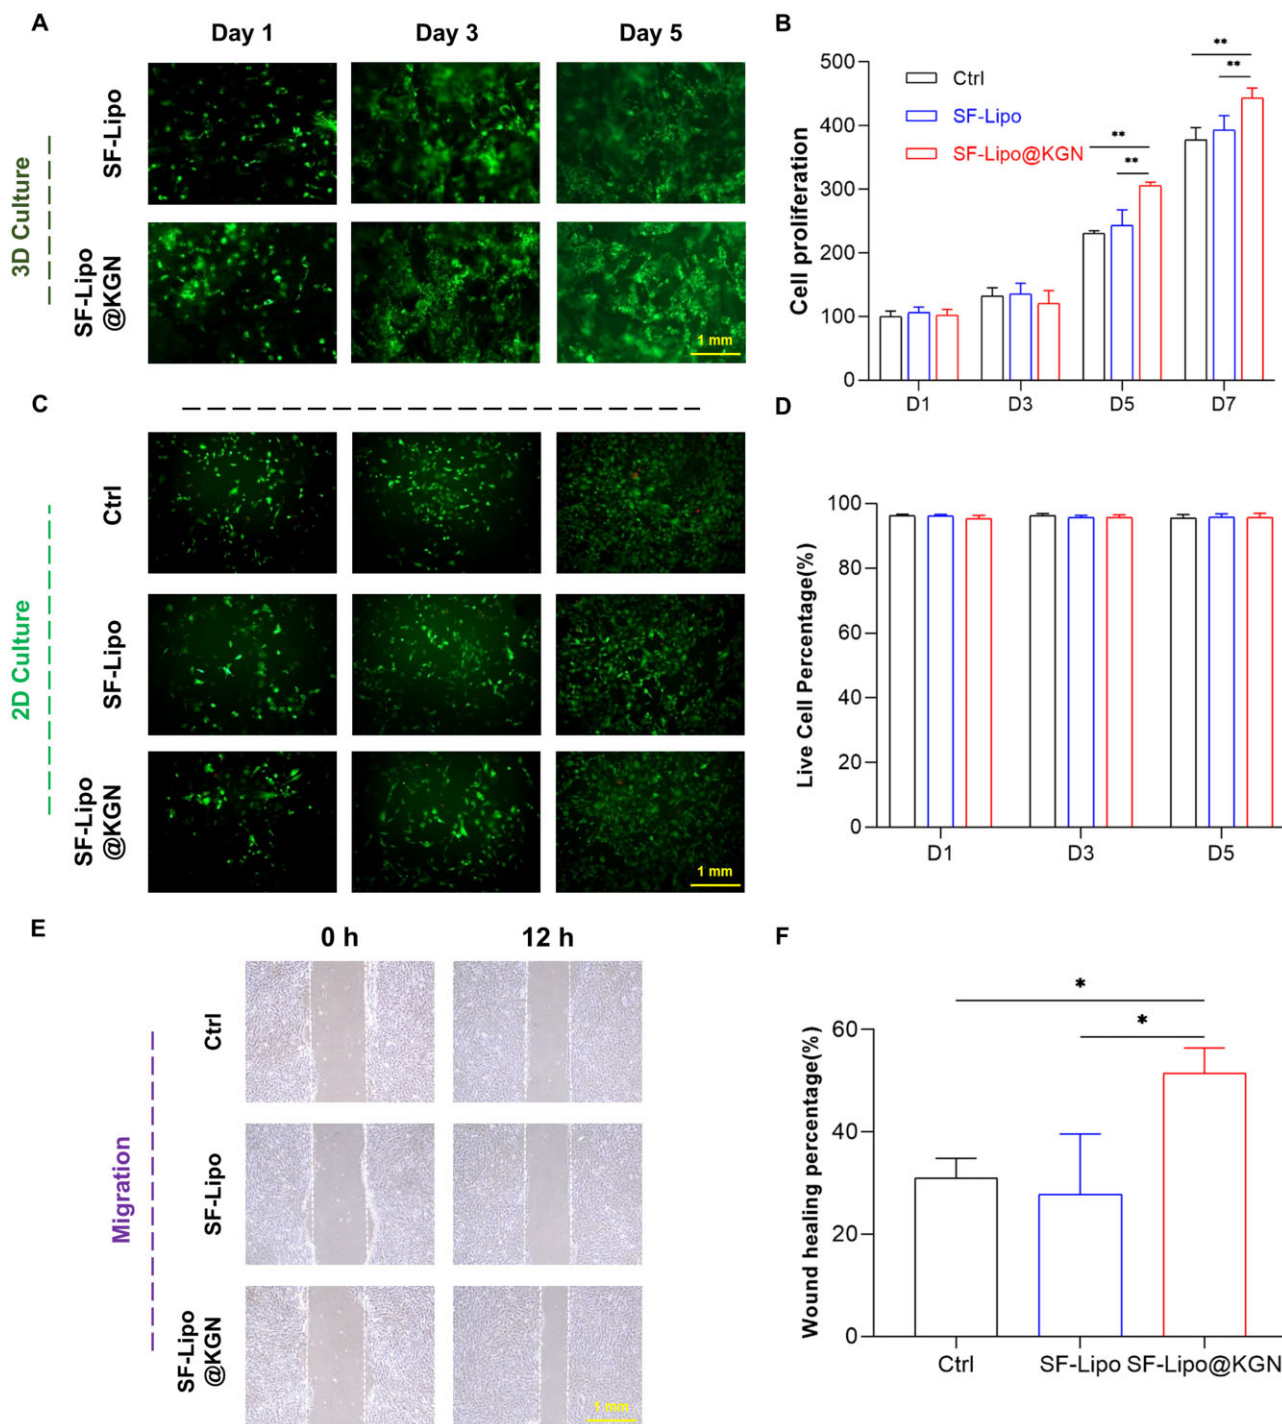 A
Day 1
Day 3
Day 5
3D Culture
SF-Lipo
SF-Lipo
@KGN
1 mm
B
Cell proliferation
500
400
300
200
100
0
Ctrl
SF-Lipo
SF-Lipo@KGN
**
**
**
**
D1
D3
D5
D7
C
2D Culture
Ctrl
SF-Lipo
SF-Lipo
@KGN
1 mm
D
Live Cell Percentage(%)
100
80
60
40
20
0
D1
D3
D5
E
0 h
12 h
Migration
Ctrl
SF-Lipo
SF-Lipo
@KGN
1 mm
F
Wound healing percentage(%)
60
40
20
0
*
*
Ctrl
SF-Lipo
SF-Lipo@KGN